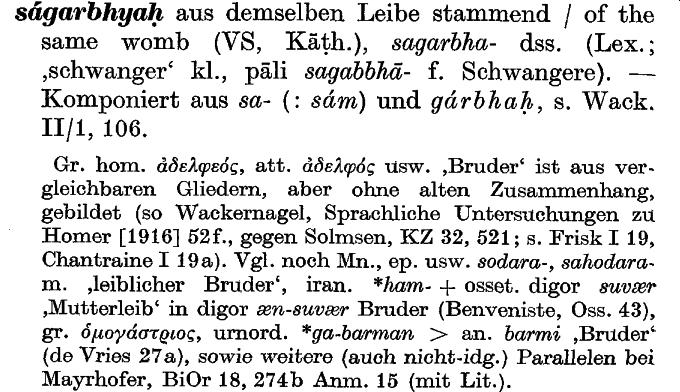 ságarbhyaḥ aus demselben Leibe stammend / of the
same womb (VS, Kāṭh.), sagarbha- dss. (Lex.;
‚schwanger‘ kl., pāli sagabbhā- f. Schwangere). —
Komponiert aus sa- (: sám) und gárbhaḥ, s. Wack.
II/1, 106.
Gr. hom. ἀδελφεός, att. ἀδελφός usw. ‚Bruder‘ ist aus ver-
gleichbaren Gliedern, aber ohne alten Zusammenhang,
gebildet (so Wackernagel, Sprachliche Untersuchungen zu
Homer [1916] 52f., gegen Solmsen, KZ 32, 521; s. Frisk I 19,
Chantraine I 19a). Vgl. noch Mn., ep. usw. sodara-, sahodara-
m. ‚leiblicher Bruder‘, iran. *ham- + osset. digor suvær
‚Mutterleib‘ in digor æn-suvær Bruder (Benveniste, Oss. 43),
gr. ὁμογάστριος, urnord. *ga-barman > an. barmi ‚Bruder‘
(de Vries 27a), sowie weitere (auch nicht-idg.) Parallelen bei
Mayrhofer, BiOr 18, 274b Anm. 15 (mit Lit.).